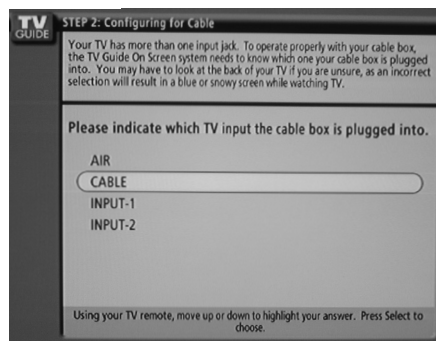 TV
GUIDE
STEP 2: Configuring for Cable
Your TV has more than one input jack. To operate properly with your cable box,
the TV Guide On Screen system needs to know which one your cable box is plugged
into. You may have to look at the back of your TV if you are unsure, as an incorrect
selection will result in a blue or snowy screen while watching TV.
Please indicate which TV input the cable box is plugged into.
AIR
CABLE
INPUT-1
INPUT-2
Using your TV remote, move up or down to highlight your answer. Press Select to
choose.